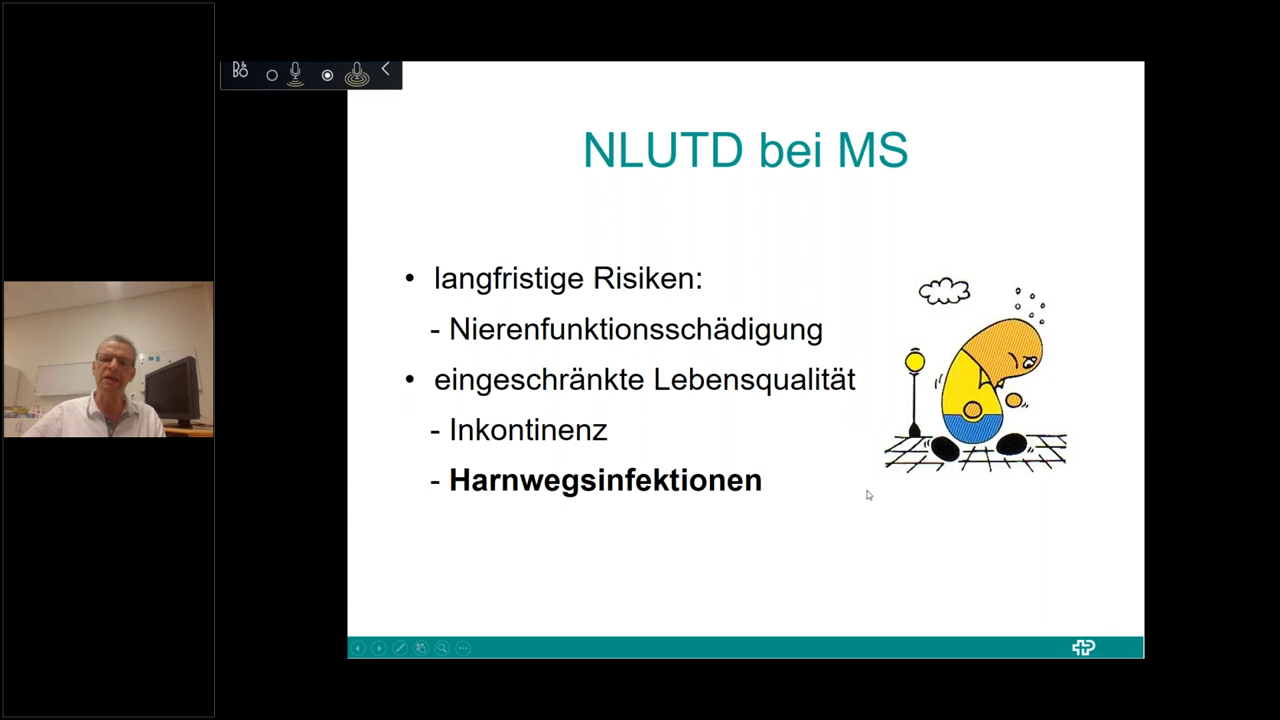 NLUTD bei MS
• langfristige Risiken:
- Nierenfunktionsschädigung
• eingeschränkte Lebensqualität
- Inkontinenz
- Harnwegsinfektionen